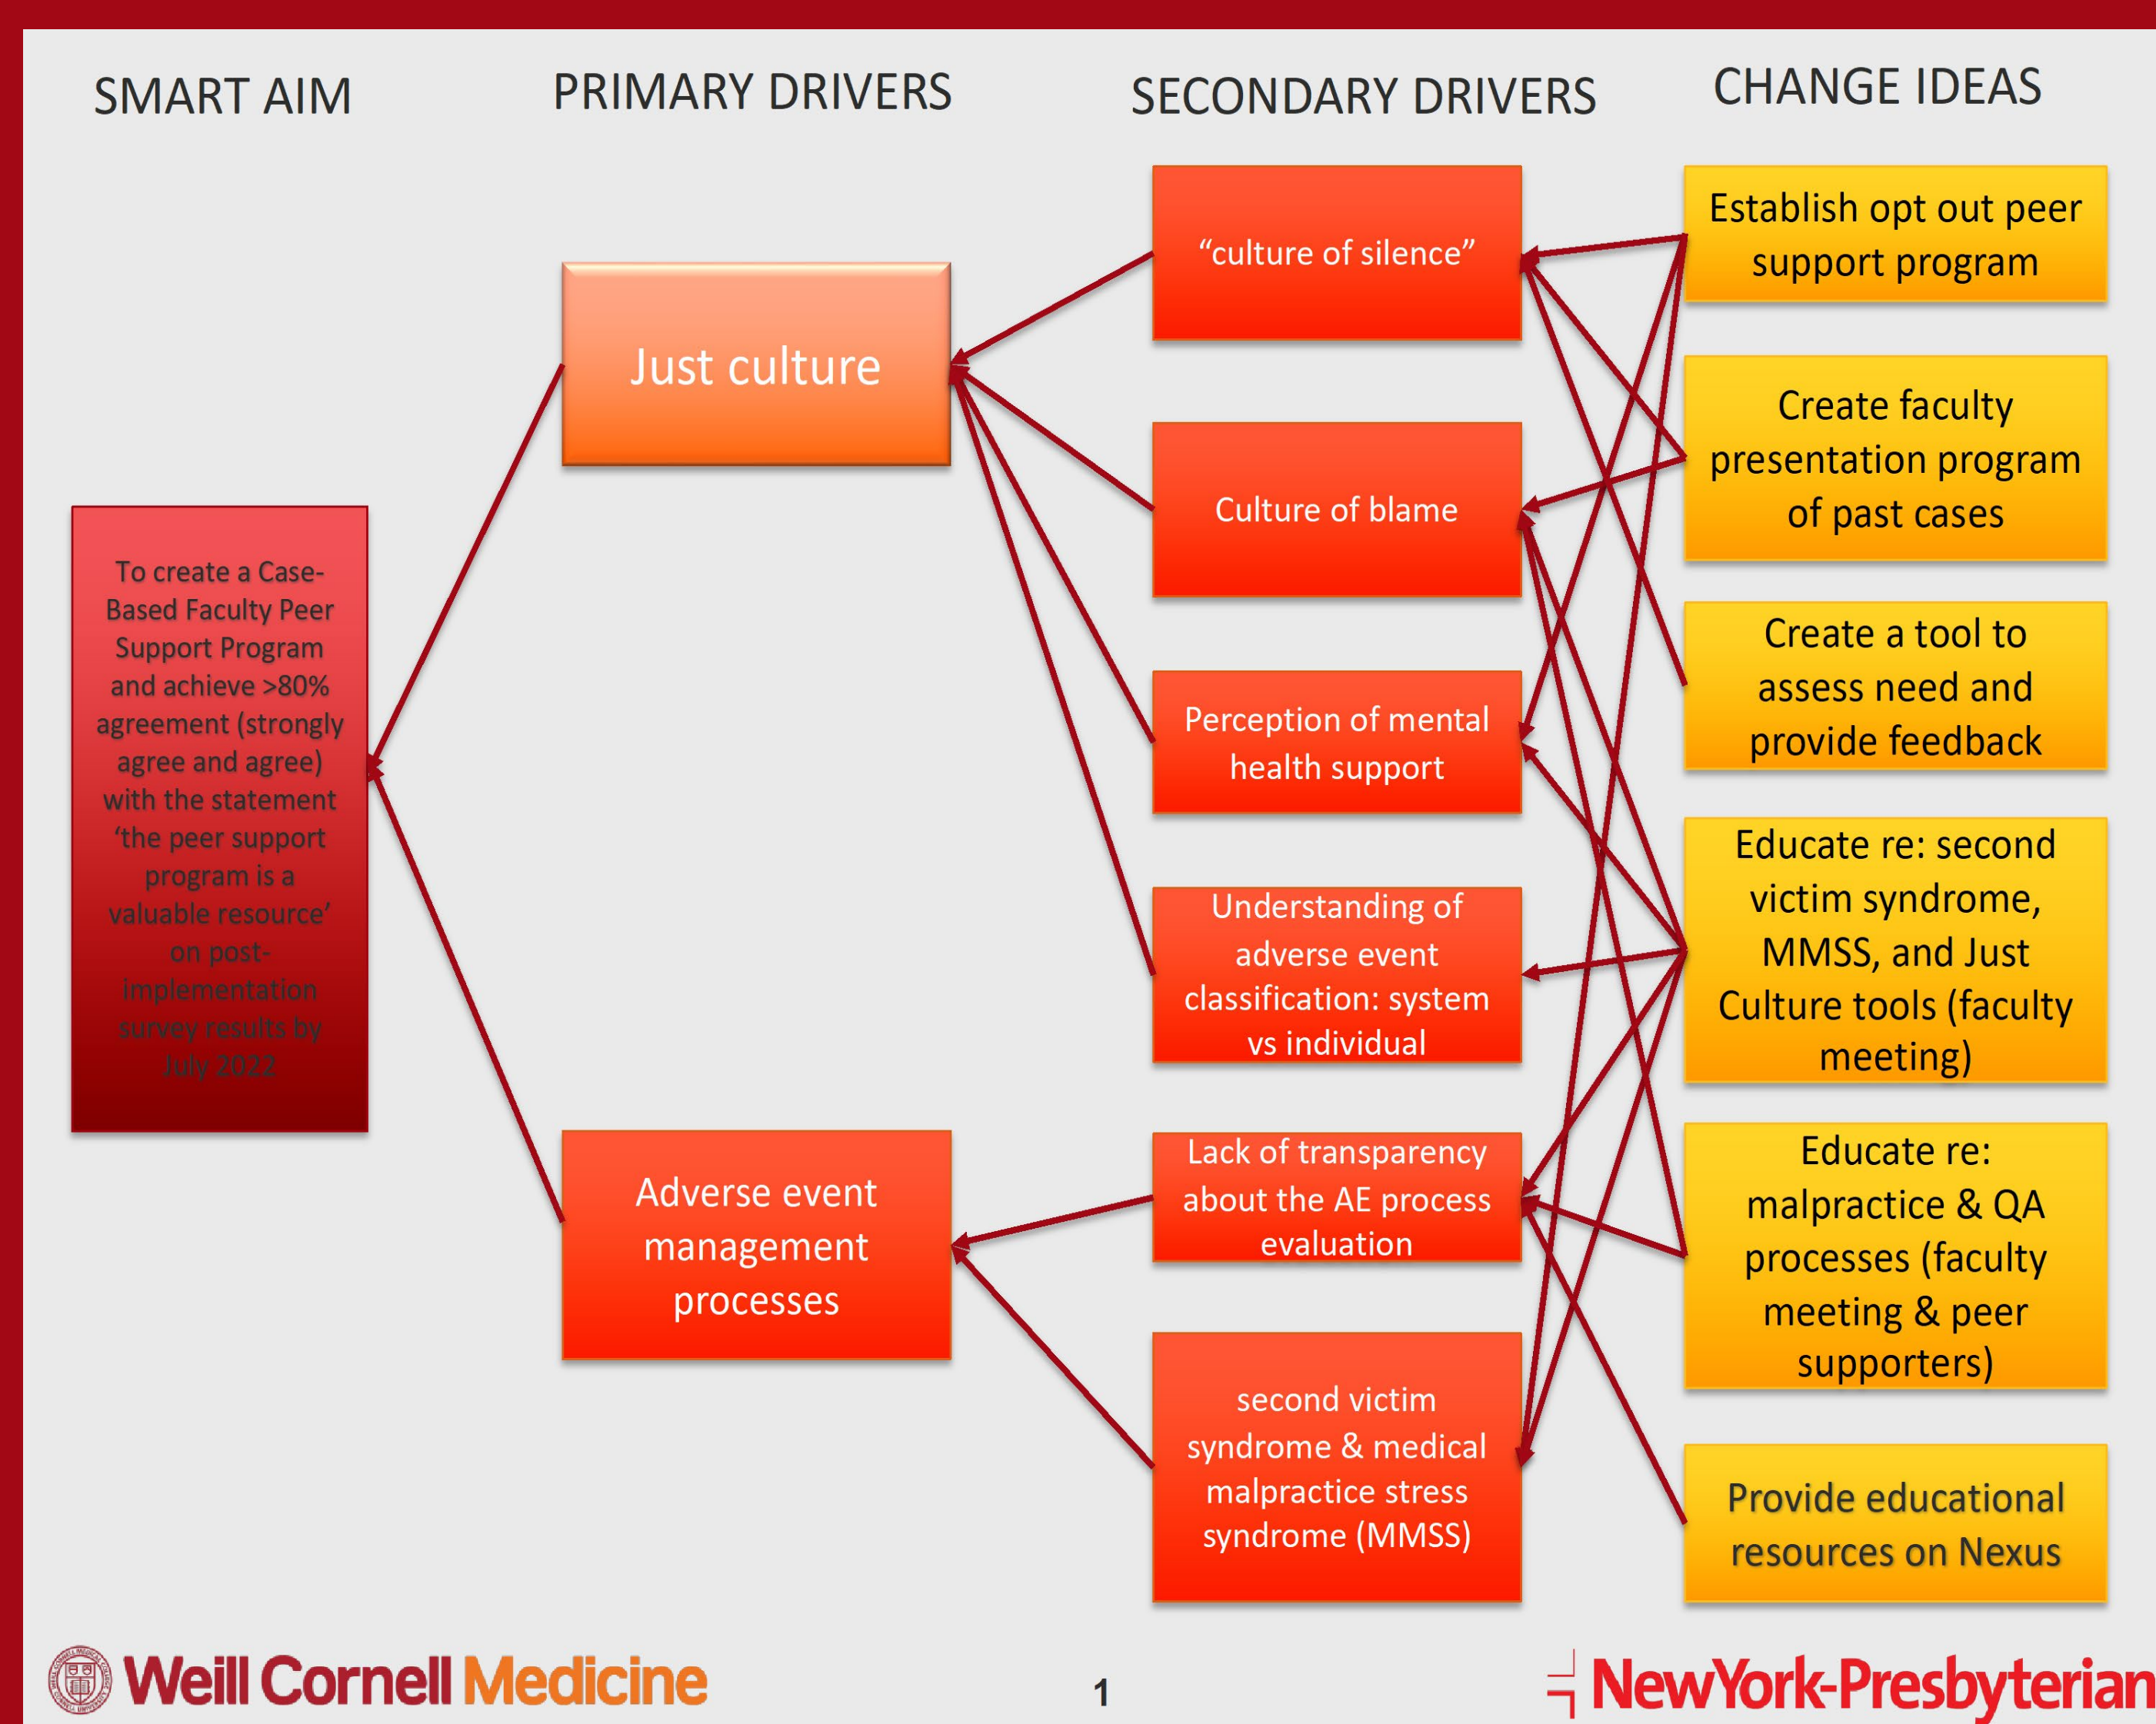 SMART AIM
PRIMARY DRIVERS
SECONDARY DRIVERS
CHANGE IDEAS
To create a Case-
Based Faculty Peer
Support Program
and achieve >80%
agreement (strongly
agree and agree)
with the statement
‘the peer support
program is a
valuable resource’
on post-
implementation
survey results by
July 2022
Just culture
Adverse event
management
processes
“culture of silence”
Culture of blame
Perception of mental
health support
Understanding of
adverse event
classification: system
vs individual
Lack of transparency
about the AE process
evaluation
second victim
syndrome & medical
malpractice stress
syndrome (MMSS)
Establish opt out peer
support program
Create faculty
presentation program
of past cases
Create a tool to
assess need and
provide feedback
Educate re: second
victim syndrome,
MMSS, and Just
Culture tools (faculty
meeting)
Educate re:
malpractice & QA
processes (faculty
meeting & peer
supporters)
Provide educational
resources on Nexus
Weill Cornell Medicine
1
NewYork-Presbyterian